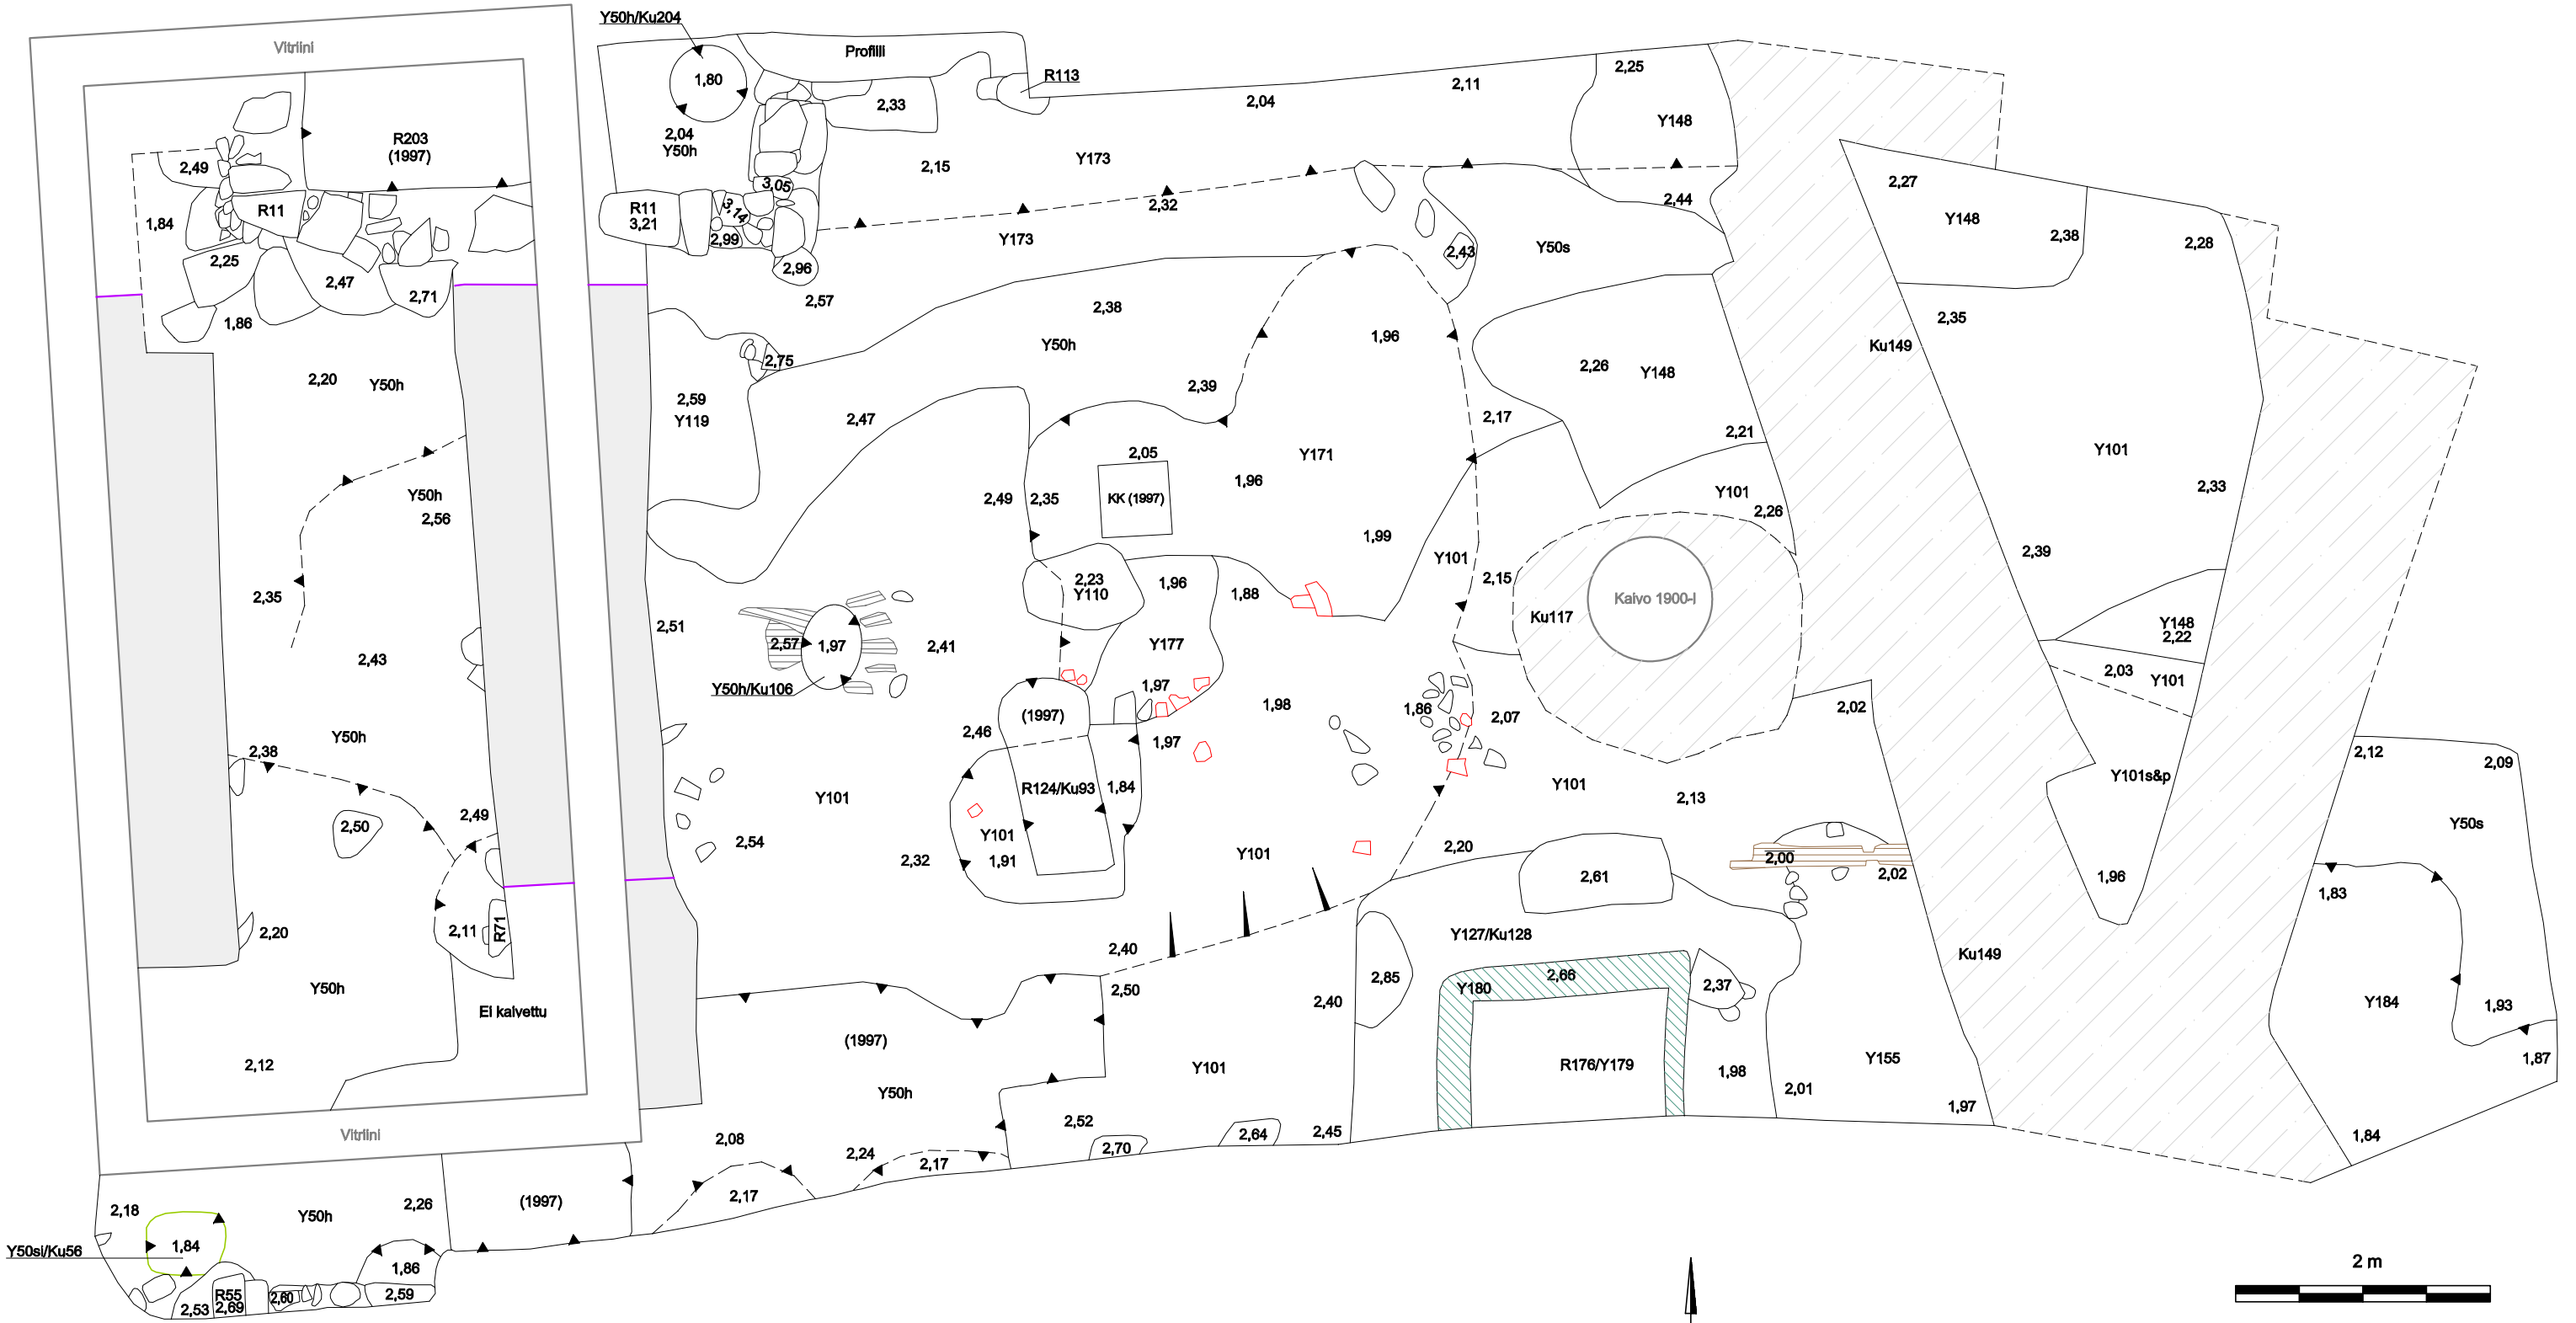 Y50h/Ku204
Vitriini
Profiili
1,80
R113
2,33
2,04
2,11
2,25
Y148
R203
(1997)
2,49
2,04
Y50h
2,15
Y173
2,27
Y148
2,38
2,28
R11
1,84
3,05
R11
3,21
3,14
2,99
2,32
2,44
Y173
2,43
Y50s
2,25
2,47
2,71
2,96
2,57
1,86
2,38
1,96
2,35
Ku149
Y50h
2,20
Y50h
2,75
2,39
2,26
Y148
2,59
Y119
2,47
2,17
2,21
Y101
Y50h
2,56
2,05
Y171
1,96
2,49
2,35
KK (1997)
Y101
2,26
2,33
1,99
2,39
Y101
2,35
2,23
Y110
1,96
1,88
2,15
Kaivo 1900-l
Ku117
2,51
2,57
1,97
2,41
Y177
Y148
2,22
2,43
Y50h/Ku106
1,97
2,03
Y101
(1997)
1,98
1,86
2,07
2,02
2,46
1,97
Y50h
2,38
2,12
2,09
Y101s&p
R124/Ku93
1,84
Y101
2,13
Y101
2,49
2,50
2,54
Y101
1,91
2,32
Y101
2,20
2,00
2,02
Y50s
2,61
1,96
1,83
2,11
R71
2,20
2,40
Y127/Ku128
Ku149
2,85
2,66
2,37
Y180
Y50h
2,50
2,40
Y184
1,93
Ei kaivettu
(1997)
2,12
Y50h
Y101
R176/Y179
1,98
Y155
2,01
1,97
1,87
2,52
2,08
2,24
2,17
2,70
2,64
2,45
1,84
Vitriini
2,17
2,18
Y50h
2,26
(1997)
Y50si/Ku56
1,84
1,86
2 m
R55
2,53
2,69
2,60
2,59